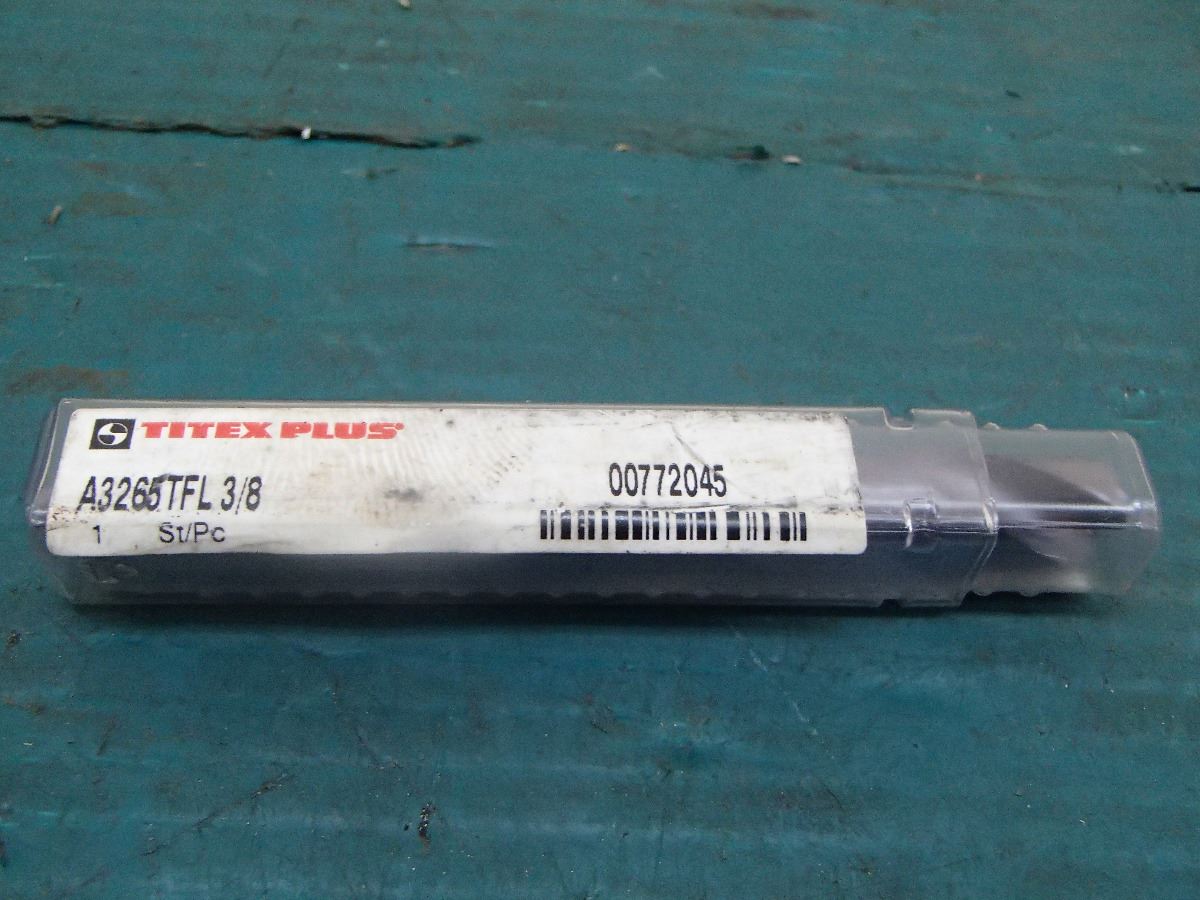 TITEX PLUS
A3265TFL 3/8
1 St/Pc
00772045